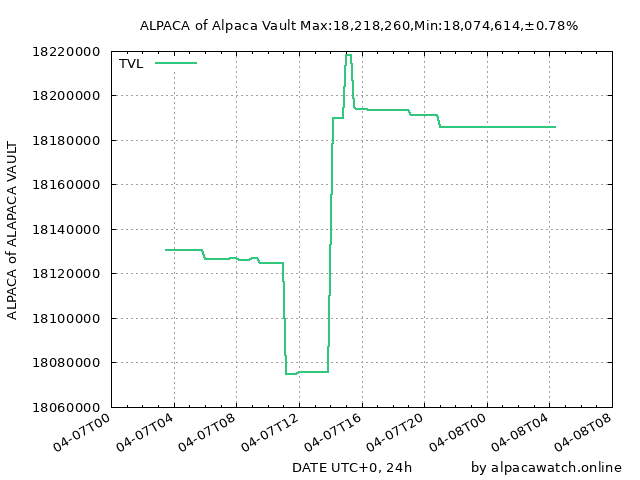 ALPACA of Alpaca Vault Max:18,218,260,Min:18,074,614,±0.78%
TVL
18220000
18200000
18180000
18160000
18140000
18120000
18100000
18080000
18060000
ALPACA of ALAPACA VAULT
04-07T00
04-07T04
04-07T08
04-07T12
04-07T16
04-07T20
04-08T00
04-08T04
04-08T08
DATE UTC+0, 24h
by alpacawatch.online